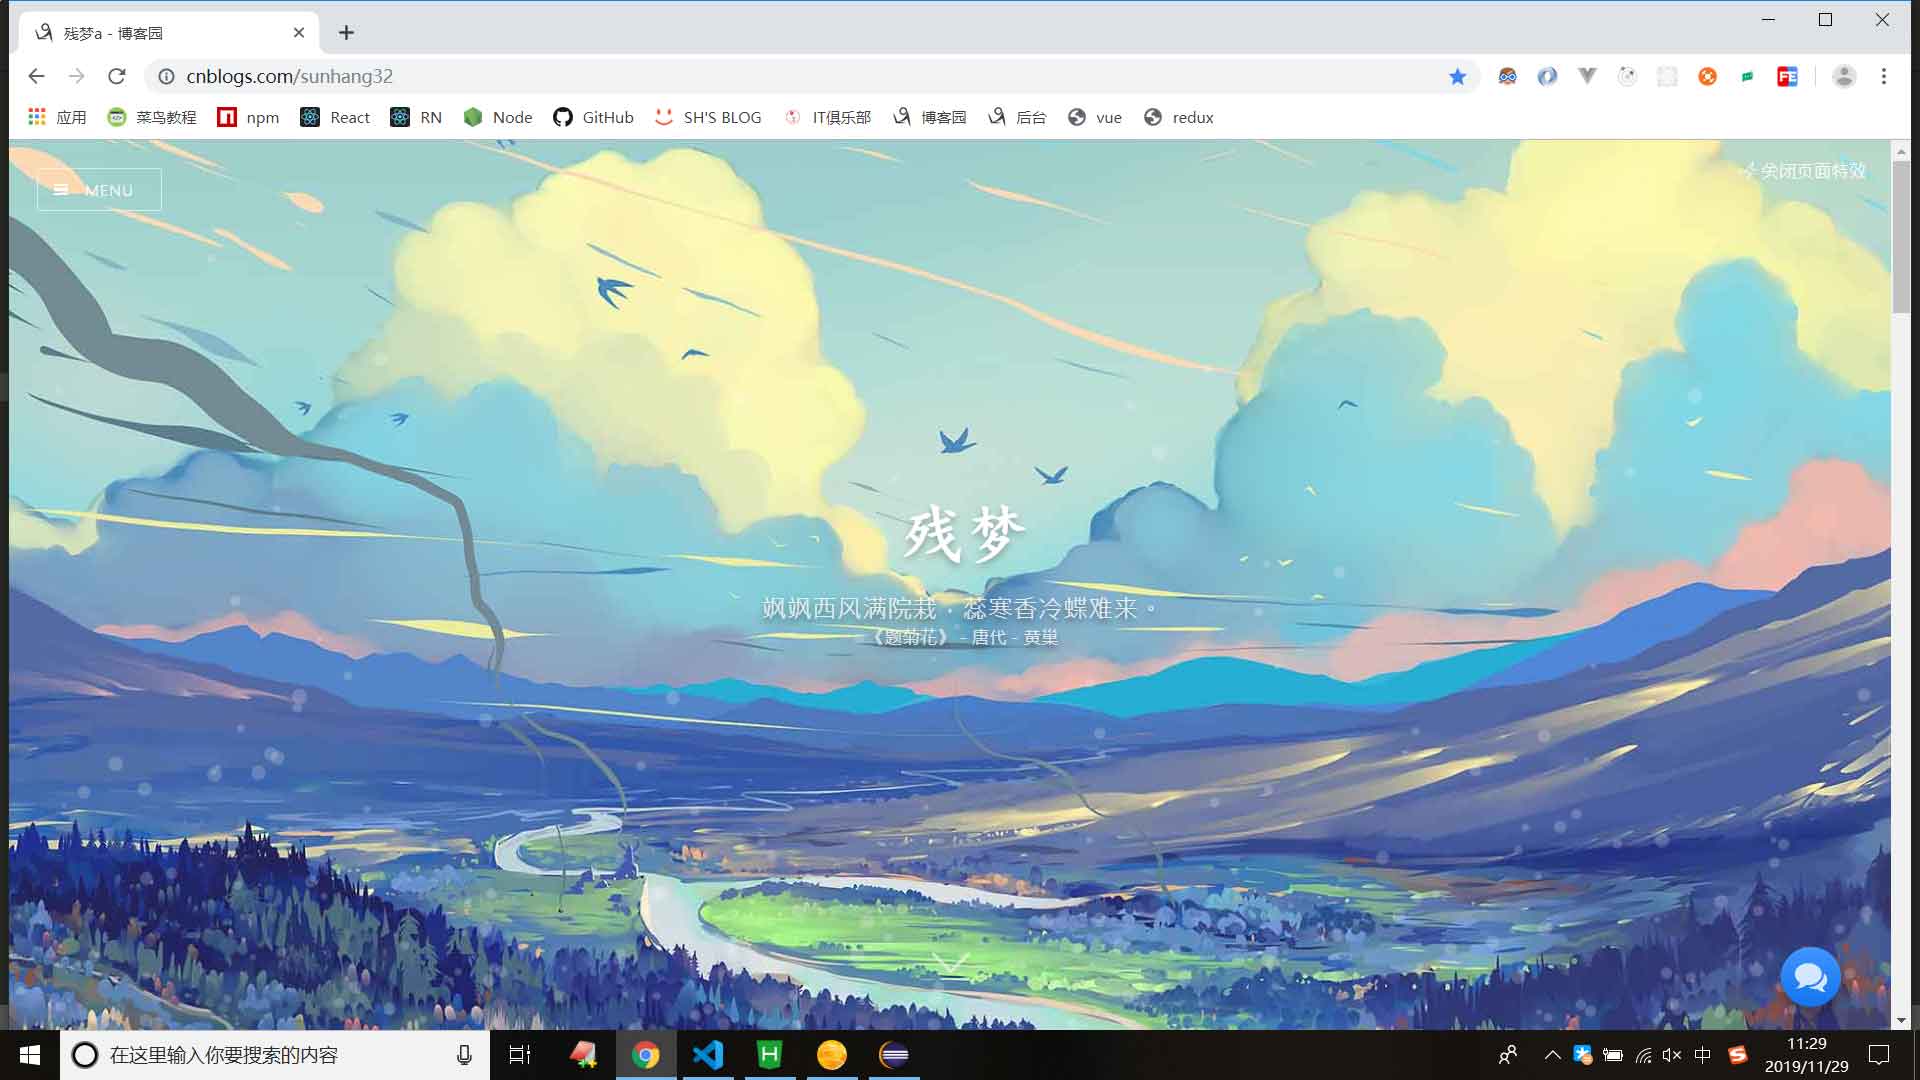 残梦a - 博客园
cnblogs.com/sunhang32
应用 菜鸟教程 npm React RN Node GitHub SH'S BLOG IT俱乐部 博客园 后台 vue redux
MENU
关闭页面特效
残梦
飒飒西风满院栽,蕊寒香冷蝶难来。
《题菊花》 - 唐代 - 黄巢
在这里输入你要搜索的内容
中
11:29
2019/11/29